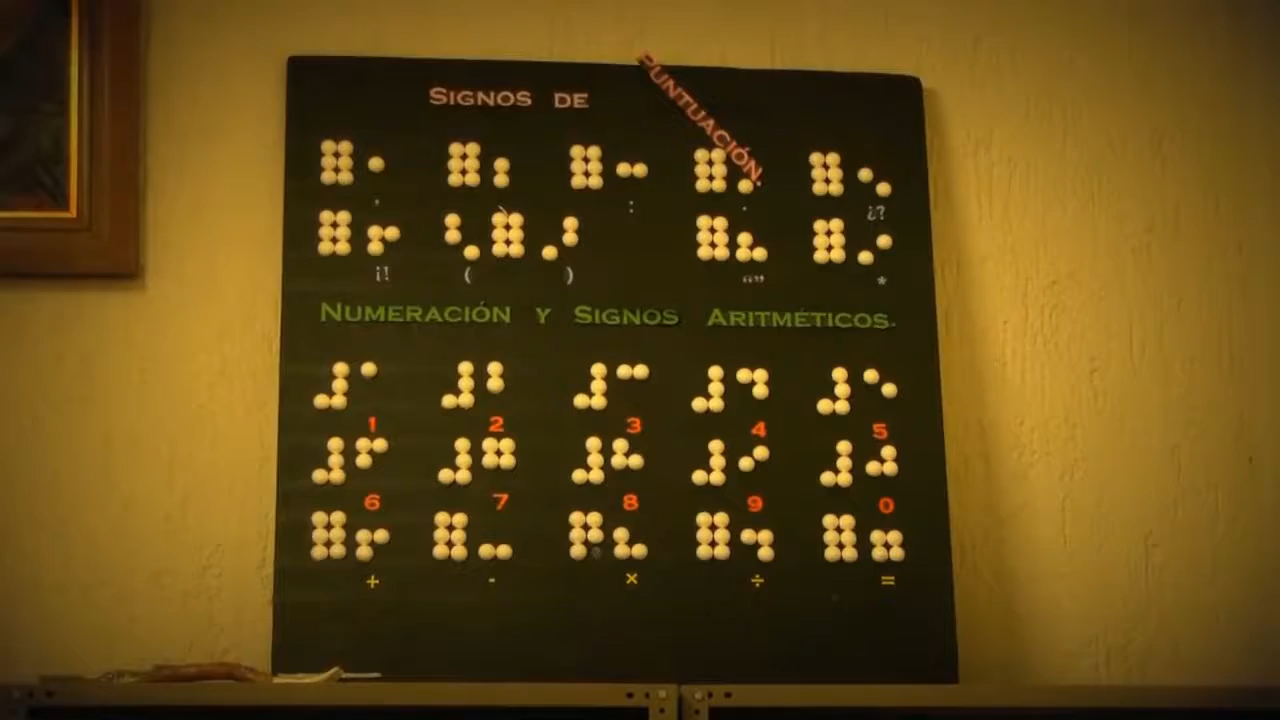 SIGNOS DE PUNTUACIÓN.
, ; : . ¿?
¡! ( ) “” *
NUMERACIÓN Y SIGNOS ARITMÉTICOS.
1 2 3 4 5
6 7 8 9 0
+ - × ÷ =